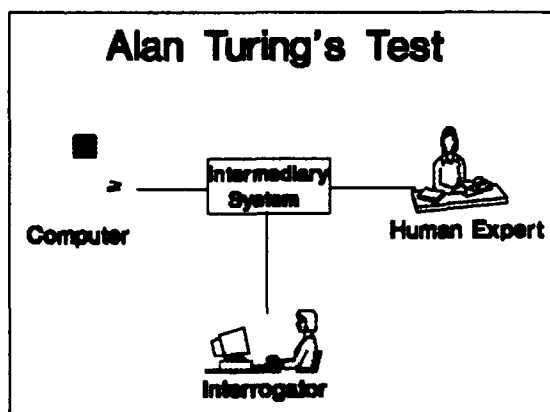 Alan Turing's Test
Intermediary
System
Computer
Human Expert
Interrogator